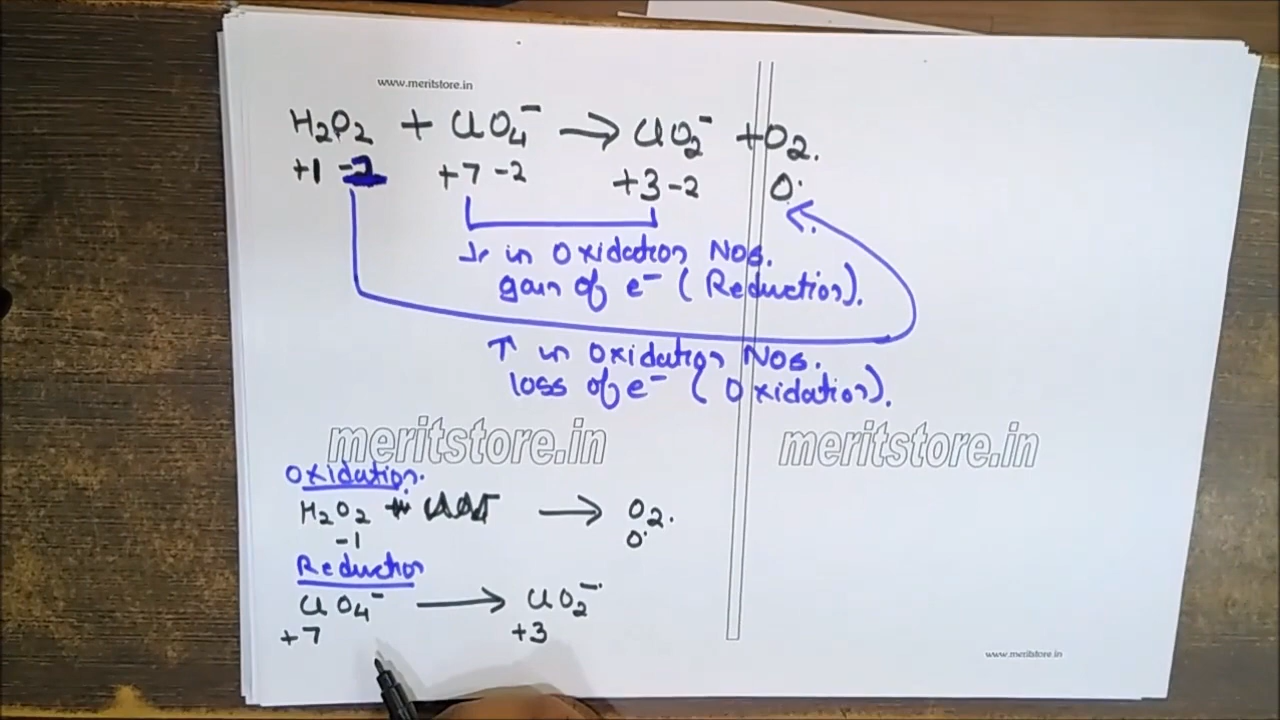 www.meritstore.in
H₂O₂ + ClO₄⁻ → ClO₂⁻ + O₂.
+1 -2 +7 -2 +3 -2 0.
↓ in Oxidation Nos.
gain of e⁻ (Reduction).
↑ in Oxidation Nos.
loss of e⁻ (Oxidation).
meritstore.in meritstore.in
Oxidation.
H₂O₂ → O₂.
-1 0.
Reduction
ClO₄⁻ → ClO₂⁻.
+7 +3
www.meritstore.in